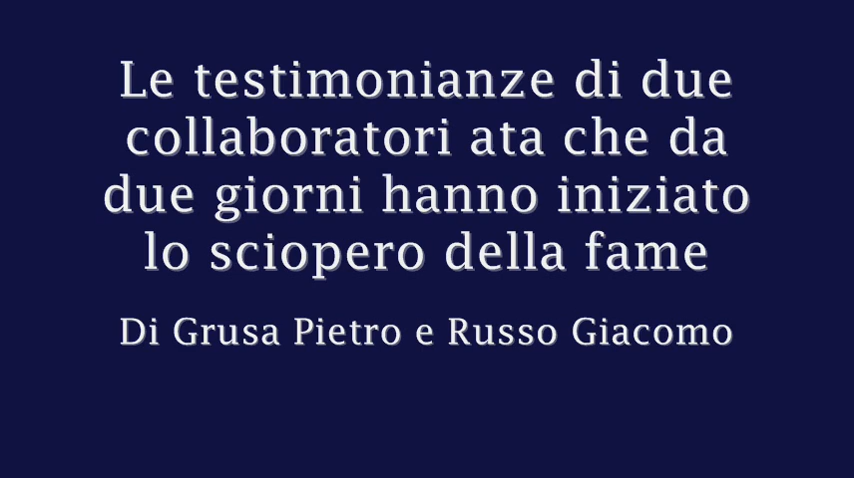 Le testimonianze di due
collaboratori ata che da
due giorni hanno iniziato
lo sciopero della fame
Di Grusa Pietro e Russo Giacomo